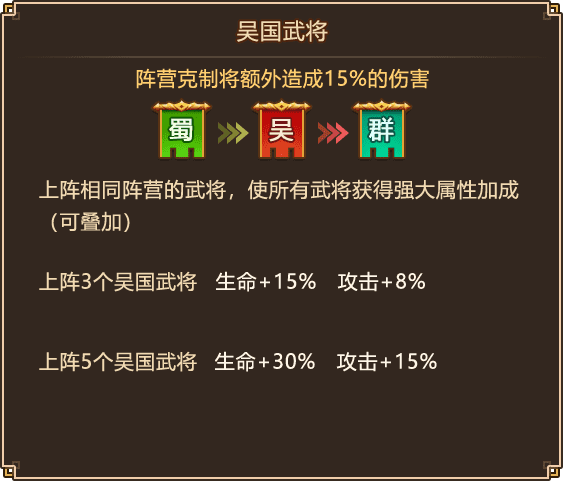 吴国武将
阵营克制将额外造成15%的伤害
蜀 吴 群
上阵相同阵营的武将，使所有武将获得强大属性加成
（可叠加）
上阵3个吴国武将 生命+15% 攻击+8%
上阵5个吴国武将 生命+30% 攻击+15%